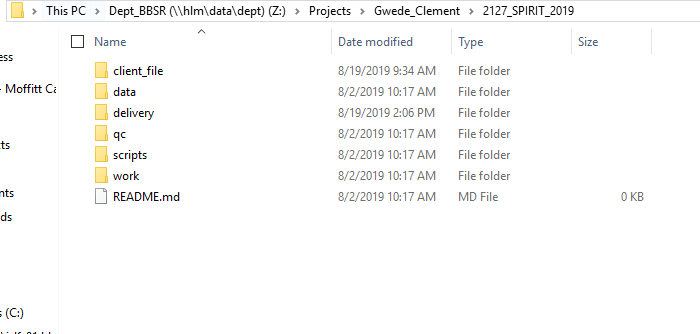 This PC > Dept_BBSR (\\hlm\data\dept) (Z:) > Projects > Gwede_Clement > 2127_SPIRIT_2019
Name Date modified Type Size
ess
client_file 8/19/2019 9:34 AM File folder
- Moffitt Ca
data 8/2/2019 10:17 AM File folder
delivery 8/19/2019 2:06 PM File folder
qc 8/2/2019 10:17 AM File folder
ts
scripts 8/2/2019 10:17 AM File folder
work 8/2/2019 10:17 AM File folder
nts
README.md 8/2/2019 10:17 AM MD File 0 KB
ds
s (C:)